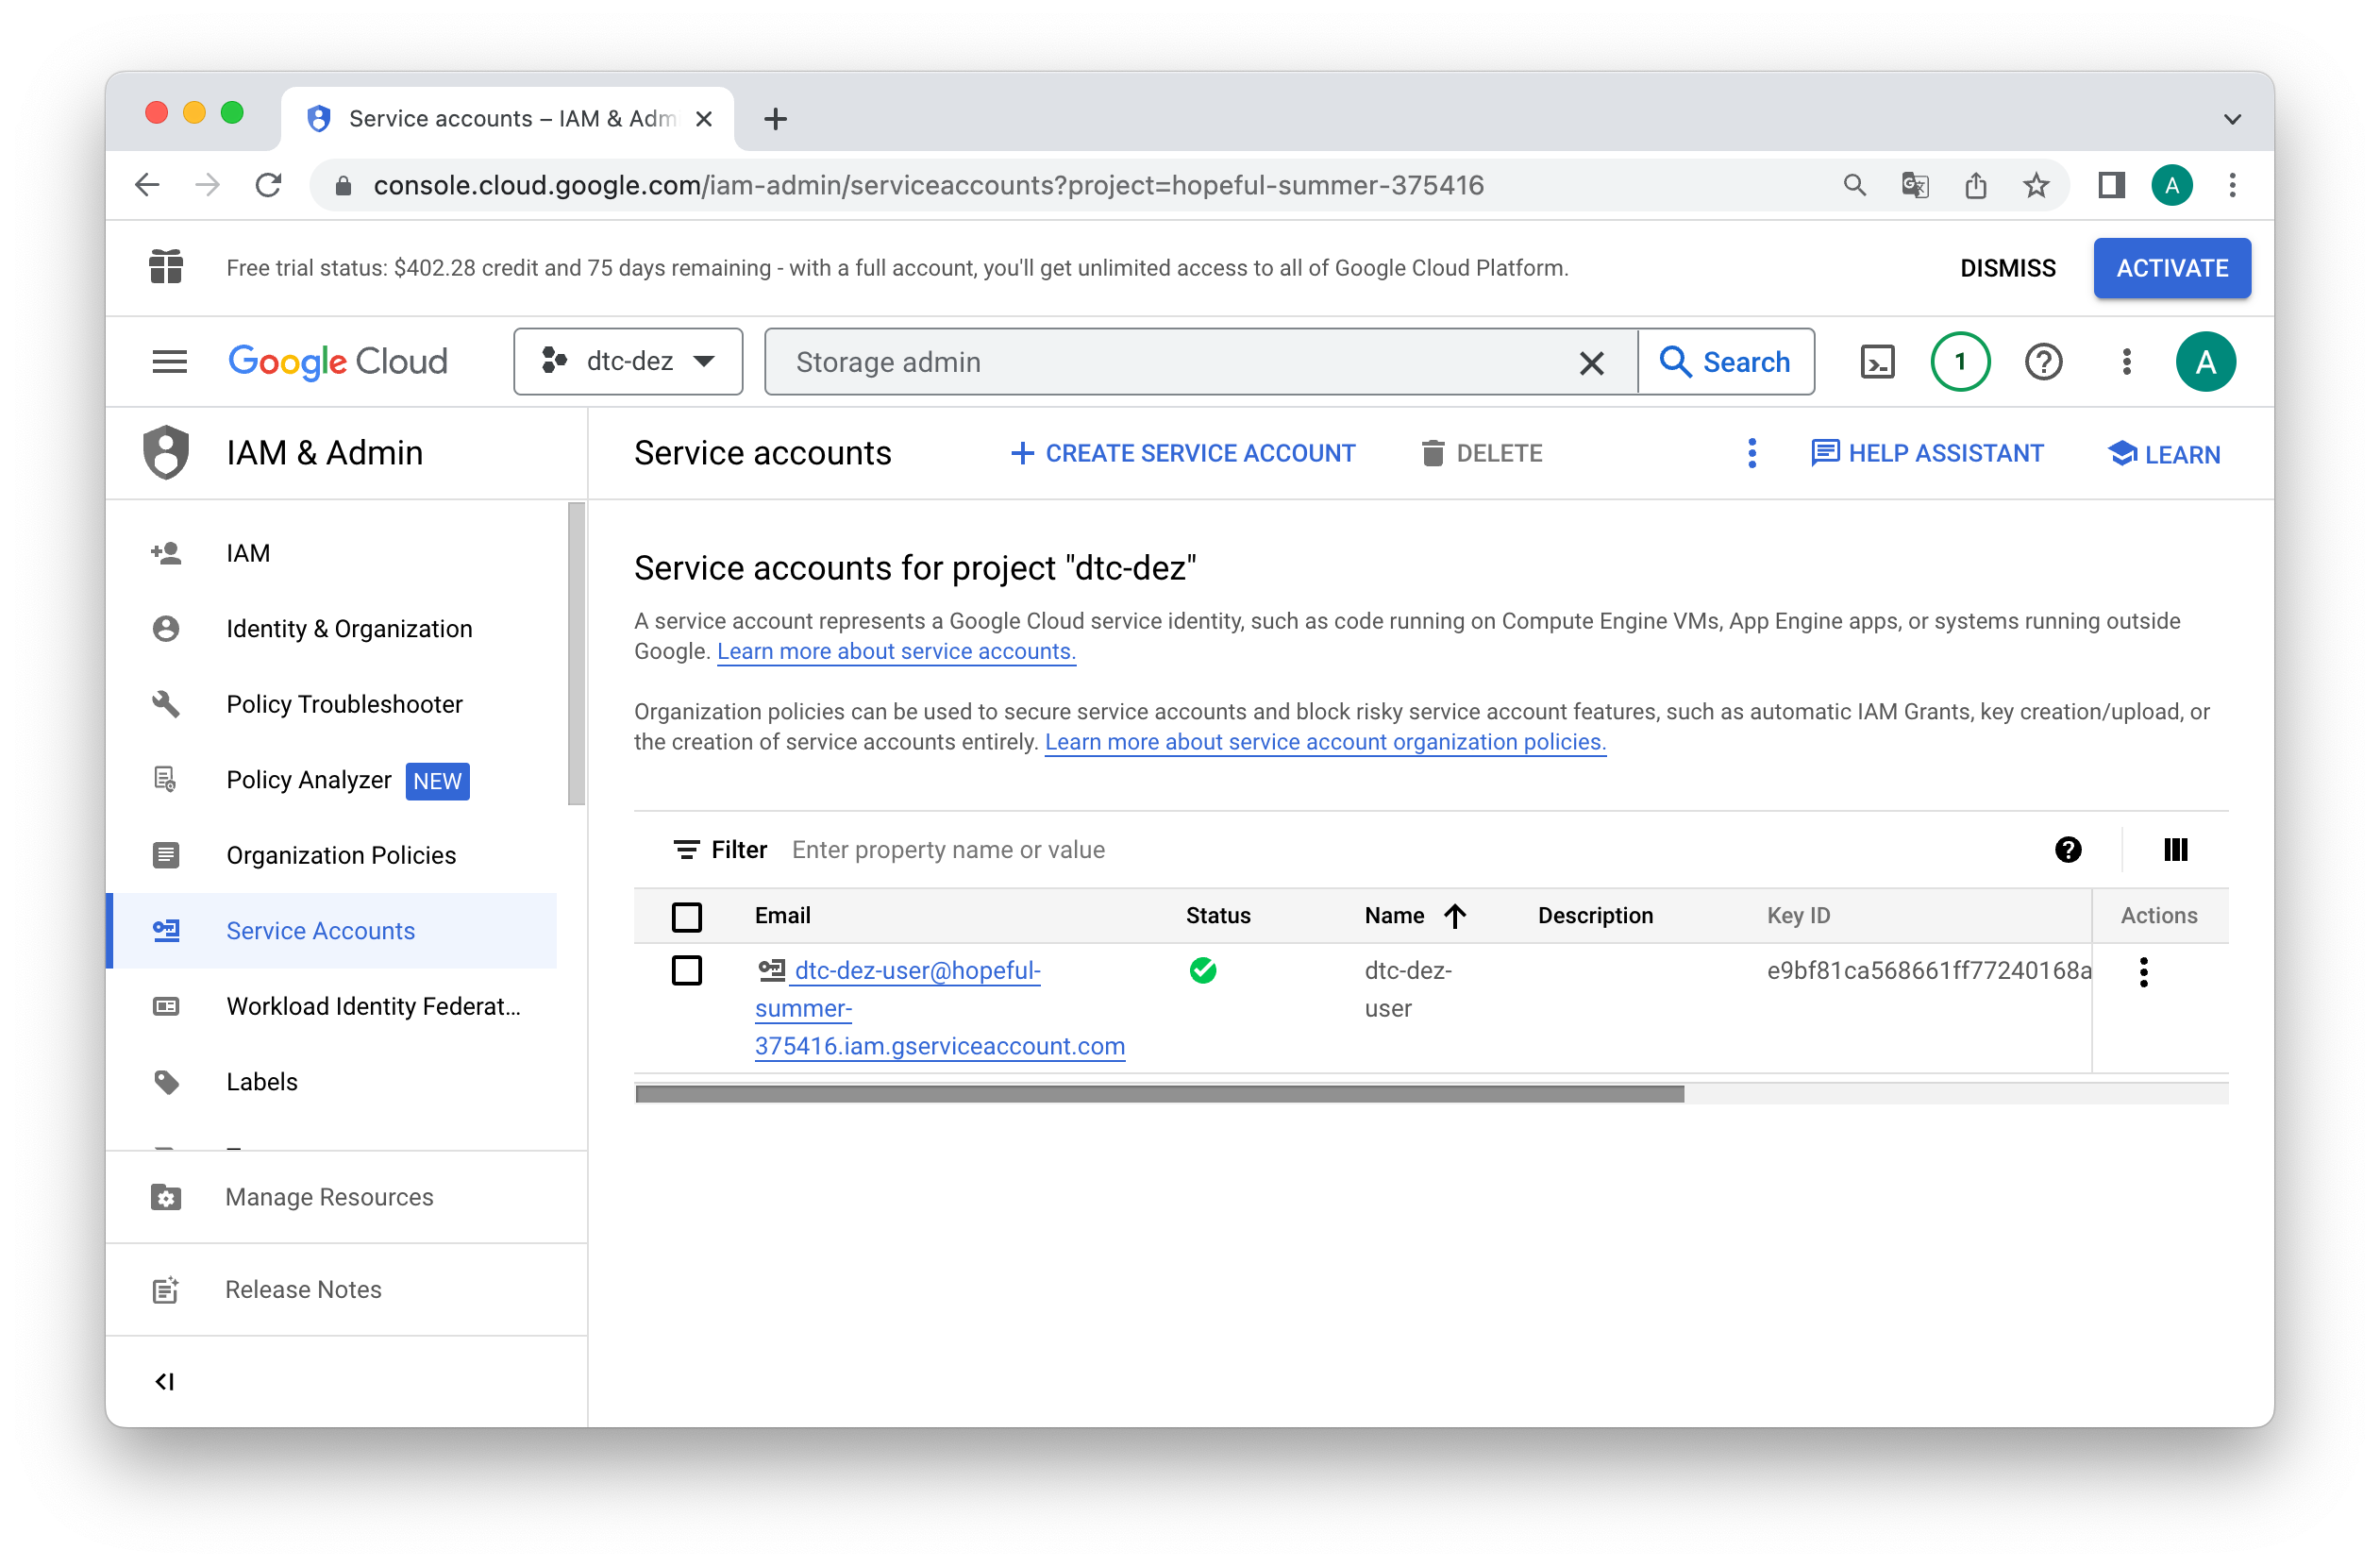 Service accounts – IAM & Adm
console.cloud.google.com/iam-admin/serviceaccounts?project=hopeful-summer-375416
A
Free trial status: $402.28 credit and 75 days remaining - with a full account, you'll get unlimited access to all of Google Cloud Platform.
DISMISS
ACTIVATE
Google Cloud
dtc-dez
Storage admin
Search
1
A
IAM & Admin
Service accounts
CREATE SERVICE ACCOUNT
DELETE
HELP ASSISTANT
LEARN
IAM
Identity & Organization
Policy Troubleshooter
Policy Analyzer NEW
Organization Policies
Service Accounts
Workload Identity Federat...
Labels
Manage Resources
Release Notes
Service accounts for project "dtc-dez"
A service account represents a Google Cloud service identity, such as code running on Compute Engine VMs, App Engine apps, or systems running outside
Google. Learn more about service accounts.
Organization policies can be used to secure service accounts and block risky service account features, such as automatic IAM Grants, key creation/upload, or
the creation of service accounts entirely. Learn more about service account organization policies.
Filter Enter property name or value
Email Status Name Description Key ID Actions
dtc-dez-user@hopeful-
summer-
375416.iam.gserviceaccount.com
dtc-dez-
user
e9bf81ca568661ff77240168a